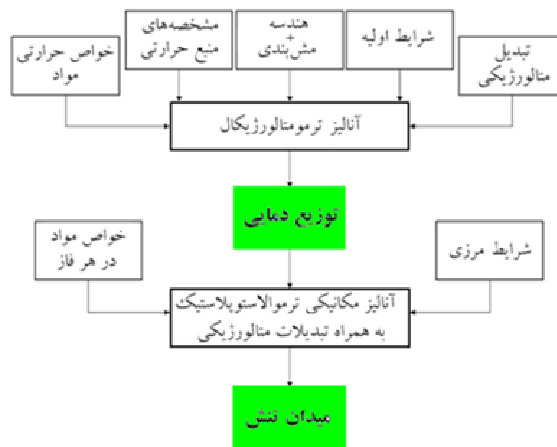 تبدیل
متالورژیکی
شرایط اولیه
هندسه
+
مش‌بندی
مشخصه‌های
منبع حرارتی
خواص حرارتی
مواد
آنالیز ترمومتالورژیکال
توزیع دمایی
شرایط مرزی
خواص مواد
در هر فاز
آنالیز مکانیکی ترموالاستوپلاستیک
به همراه تبدیلات متالورژیکی
میدان تنش